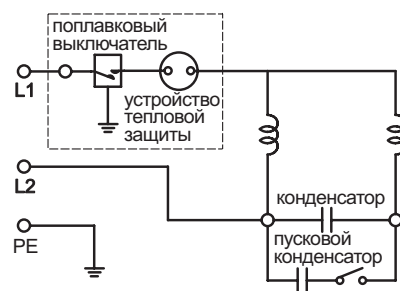 поплавковый
выключатель
L1
устройство
тепловой
защиты
L2
конденсатор
пусковой
конденсатор
PE